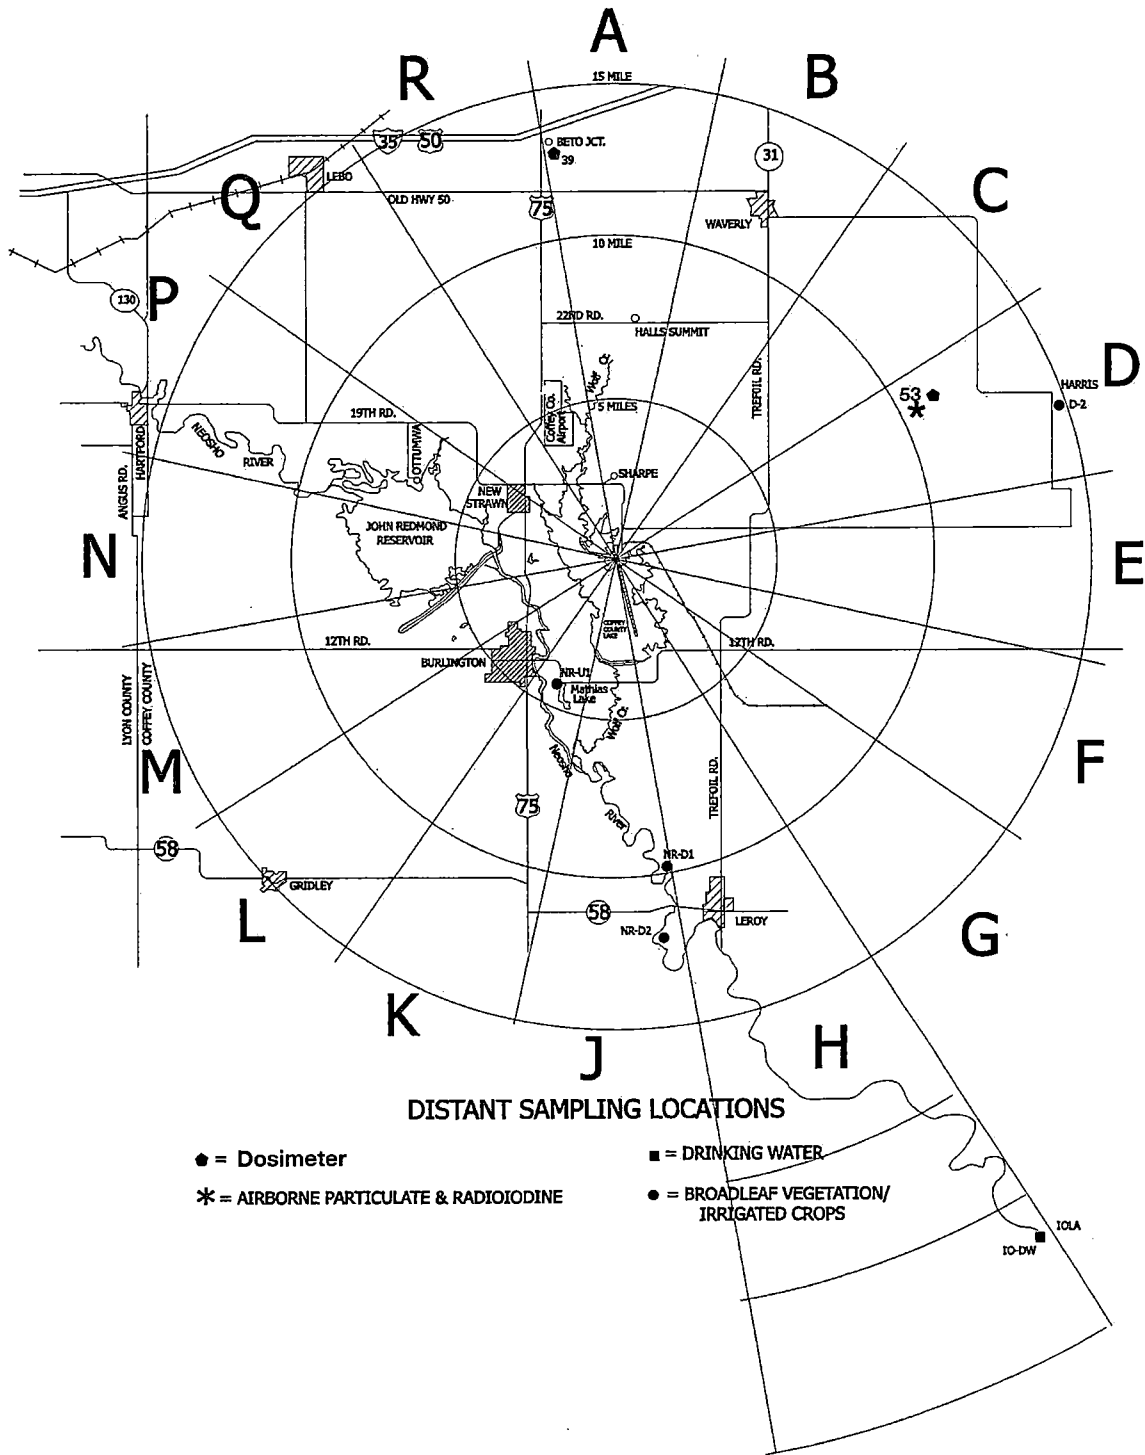 A
R
B
15 MILE
35
50
BETO JCT.
39
31
LEBO
Q
OLD HWY 50
75
C
WAVERLY
10 MILE
P
130
22ND RD.
HALLS SUMMIT
Wolf Cr.
TREFOIL RD.
D
HARRIS
53
D-2
5 MILES
Coffey Co.
Airport
19TH RD.
HARTFORD
NEOSHO
RIVER
OTTUMWA
ANGUS RD.
SHARPE
NEW
STRAWN
JOHN REDMOND
RESERVOIR
N
E
COFFEY
COUNTY
LAKE
12TH RD.
12TH RD.
BURLINGTON
NR-U1
Mathias
Lake
LYON COUNTY
COFFEY COUNTY
Wolf Cr.
Neosho
River
M
F
75
TREFOIL RD.
58
NR-D1
GRIDLEY
58
LEROY
L
NR-D2
G
K
J
H
DISTANT SAMPLING LOCATIONS
= Dosimeter
= DRINKING WATER
= AIRBORNE PARTICULATE & RADIOIODINE
= BROADLEAF VEGETATION/
IRRIGATED CROPS
IOLA
IO-DW